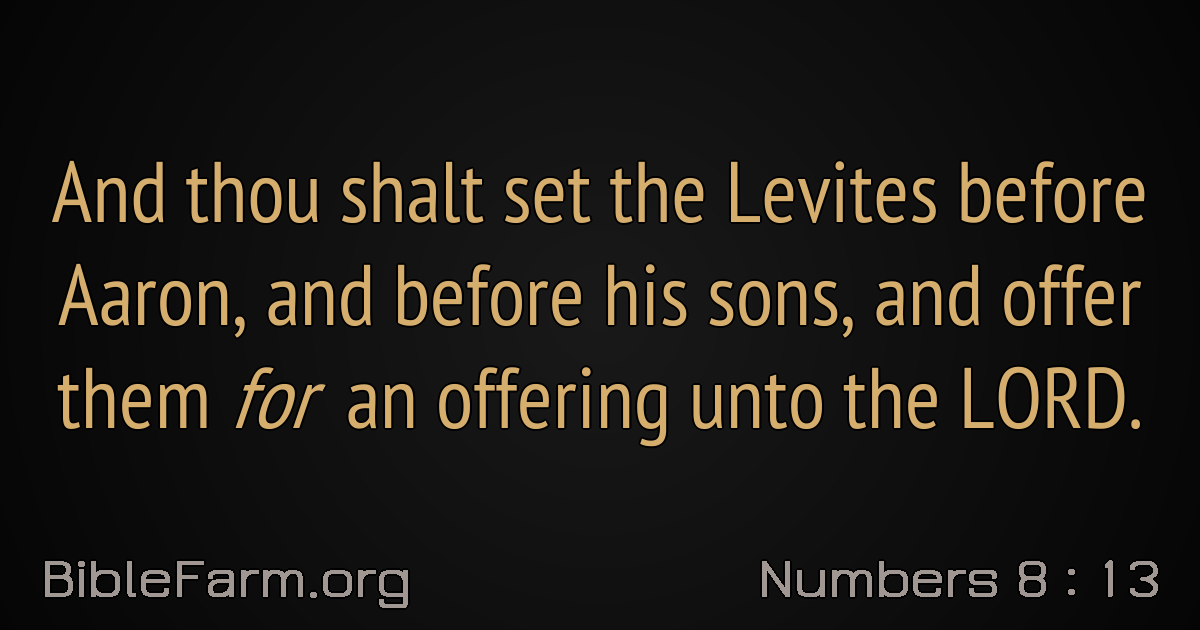 And thou shalt set the Levites before
Aaron, and before his sons, and offer
them for an offering unto the LORD.
BibleFarm.org
Numbers 8 : 13